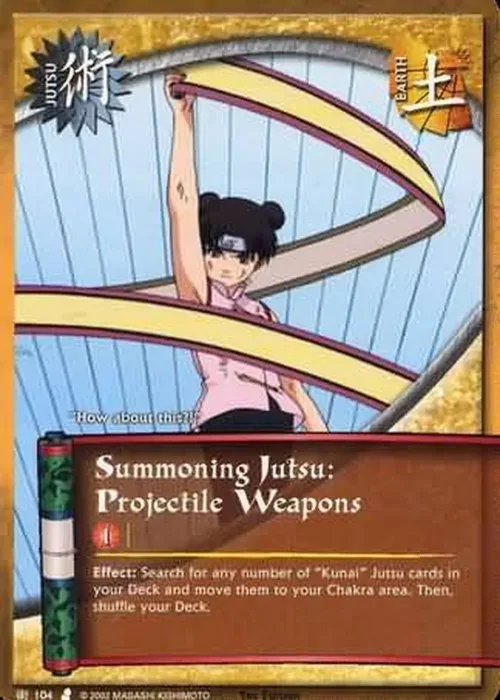 JUTSU 術
EARTH 土
"How about this?!"
Summoning Jutsu:
Projectile Weapons
1
Effect: Search for any number of "Kunai" Jutsu cards in
your Deck and move them to your Chakra area. Then,
shuffle your Deck.
術 104 © 2002 MASASHI KISHIMOTO